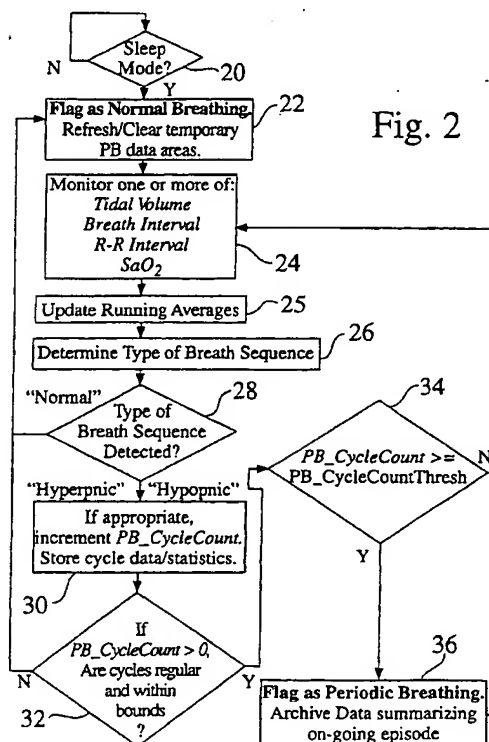 Sleep
Mode?
N
20
Y
Flag as Normal Breathing.
Refresh/Clear temporary
PB data areas.
22
Fig. 2
Monitor one or more of:
Tidal Volume
Breath Interval
R-R Interval
SaO2
24
Update Running Averages
25
26
Determine Type of Breath Sequence
"Normal"
28
Type of
Breath Sequence
Detected?
34
PB_CycleCount >=
PB_CycleCountThresh
N
Y
"Hyperpnic"
"Hypopnic"
If appropriate,
increment PB_CycleCount.
Store cycle data/statistics.
30
If
PB_CycleCount > 0,
Are cycles regular
and within
bounds
?
N
Y
32
36
Flag as Periodic Breathing.
Archive Data summarizing
on-going episode